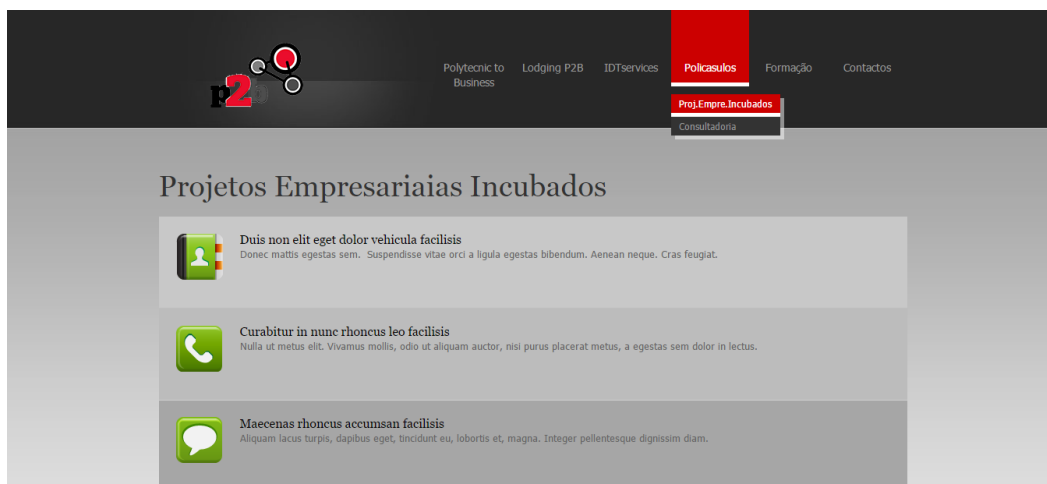 p2b
Polytecnic to
Business
Lodging P2B
IDTservices
Policasulos
Formação
Contactos
Proj.Empre.Incubados
Consultadoria
Projetos Empresariaias Incubados
Duis non elit eget dolor vehicula facilisis
Donec mattis egestas sem. Suspendisse vitae orci a ligula egestas bibendum. Aenean neque. Cras feugiat.
Curabitur in nunc rhoncus leo facilisis
Nulla ut metus elit. Vivamus mollis, odio ut aliquam auctor, nisi purus placerat metus, a egestas sem dolor in lectus.
Maecenas rhoncus accumsan facilisis
Aliquam lacus turpis, dapibus eget, tincidunt eu, lobortis et, magna. Integer pellentesque dignissim diam.